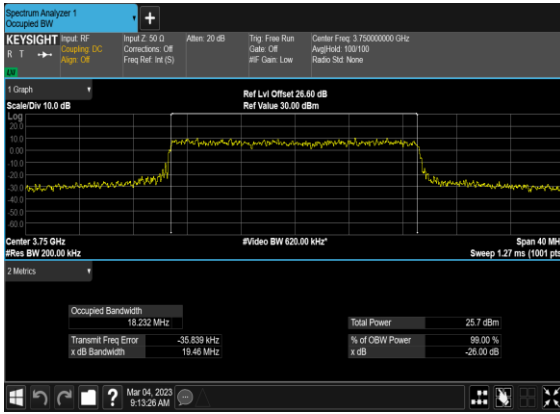 Spectrum Analyzer 1
Occupied BW
KEYSIGHT Input: RF Input Z: 50 Ω Atten: 20 dB Trig: Free Run Center Freq: 3.750000000 GHz
R T Coupling: DC Corrections: Off Gate: Off Avg|Hold: 100/100
Align: Off Freq Ref: Int (S) #IF Gain: Low Radio Std: None
LXI
1 Graph
Ref Lvl Offset 26.60 dB
Scale/Div 10.0 dB Ref Value 30.00 dBm
Log
20.0
10.0
0.00
-10.0
-20.0
-30.0
-40.0
-50.0
-60.0
Center 3.75 GHz #Video BW 620.00 kHz* Span 40 MH
#Res BW 200.00 kHz Sweep 1.27 ms (1001 pts
2 Metrics
Occupied Bandwidth
18.232 MHz Total Power 25.7 dBm
Transmit Freq Error -35.839 kHz % of OBW Power 99.00 %
x dB Bandwidth 19.46 MHz x dB -26.00 dB
Mar 04, 2023
9:13:26 AM